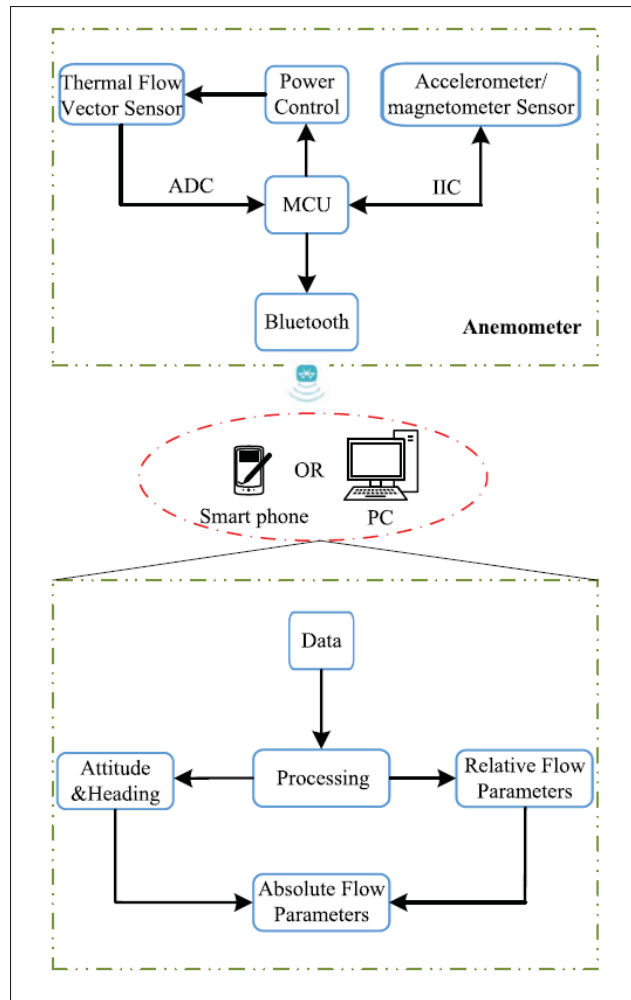 Thermal Flow
Vector Sensor
Power
Control
Accelerometer/
magnetometer Sensor
ADC
MCU
IIC
Bluetooth
Anemometer
OR
Smart phone
PC
Data
Attitude
&Heading
Processing
Relative Flow
Parameters
Absolute Flow
Parameters